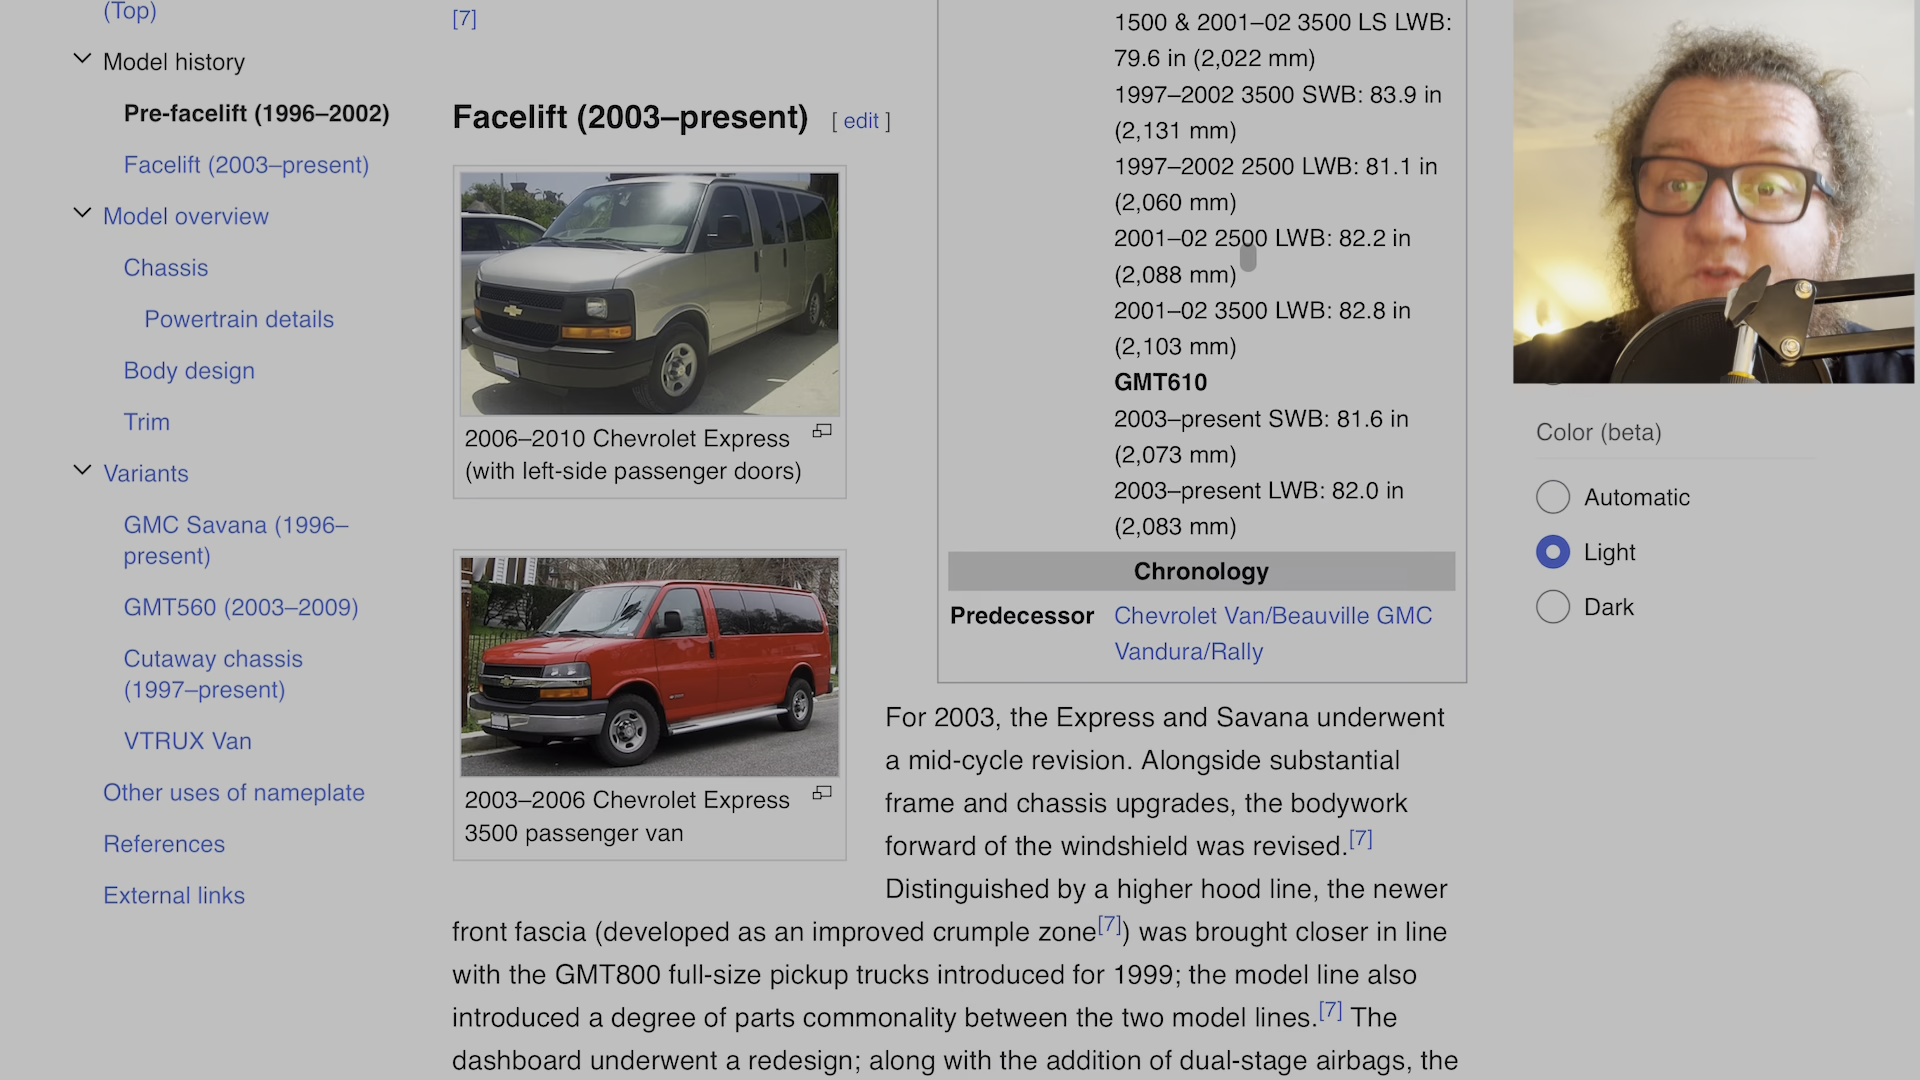 (Top)
Model history
Pre-facelift (1996–2002)
Facelift (2003–present)
Model overview
Chassis
Powertrain details
Body design
Trim
Variants
GMC Savana (1996–
present)
GMT560 (2003–2009)
Cutaway chassis
(1997–present)
VTRUX Van
Other uses of nameplate
References
External links
[7]
Facelift (2003–present) [ edit ]
2006–2010 Chevrolet Express
(with left-side passenger doors)
2003–2006 Chevrolet Express
3500 passenger van
1500 & 2001–02 3500 LS LWB:
79.6 in (2,022 mm)
1997–2002 3500 SWB: 83.9 in
(2,131 mm)
1997–2002 2500 LWB: 81.1 in
(2,060 mm)
2001–02 2500 LWB: 82.2 in
(2,088 mm)
2001–02 3500 LWB: 82.8 in
(2,103 mm)
GMT610
2003–present SWB: 81.6 in
(2,073 mm)
2003–present LWB: 82.0 in
(2,083 mm)
Chronology
Predecessor Chevrolet Van/Beauville GMC
Vandura/Rally
For 2003, the Express and Savana underwent
a mid-cycle revision. Alongside substantial
frame and chassis upgrades, the bodywork
forward of the windshield was revised.[7]
Distinguished by a higher hood line, the newer
front fascia (developed as an improved crumple zone[7]) was brought closer in line
with the GMT800 full-size pickup trucks introduced for 1999; the model line also
introduced a degree of parts commonality between the two model lines.[7] The
dashboard underwent a redesign; along with the addition of dual-stage airbags, the
Color (beta)
Automatic
Light
Dark